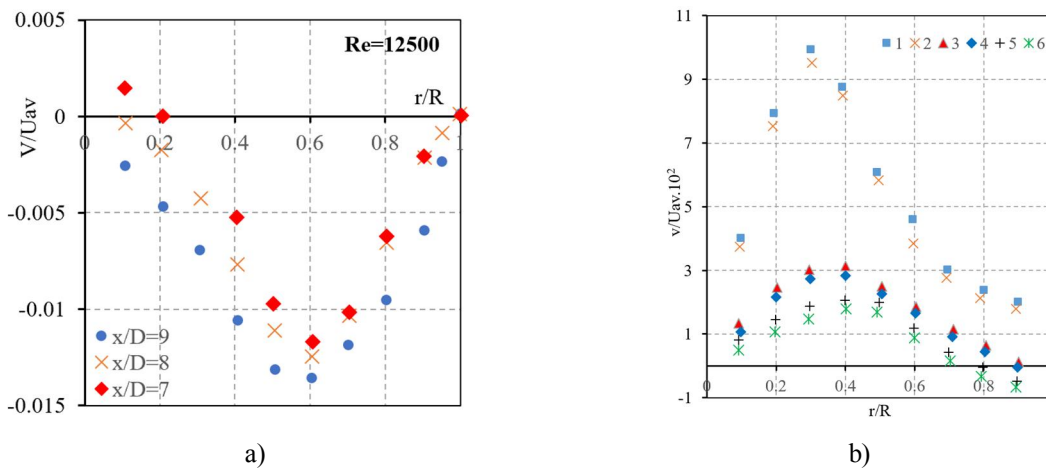 0.005
Re=12500
r/R
0
0 0.2 0.4 0.6 0.8 1
V/Uav
-0.005
-0.01
-0.015
x/D=9
x/D=8
x/D=7
a)
11
1 2 3 4 5 6
9
7
5
v/Uav.10²
3
1
0 0.2 0.4 0.6 0.8 1
-1
r/R
b)